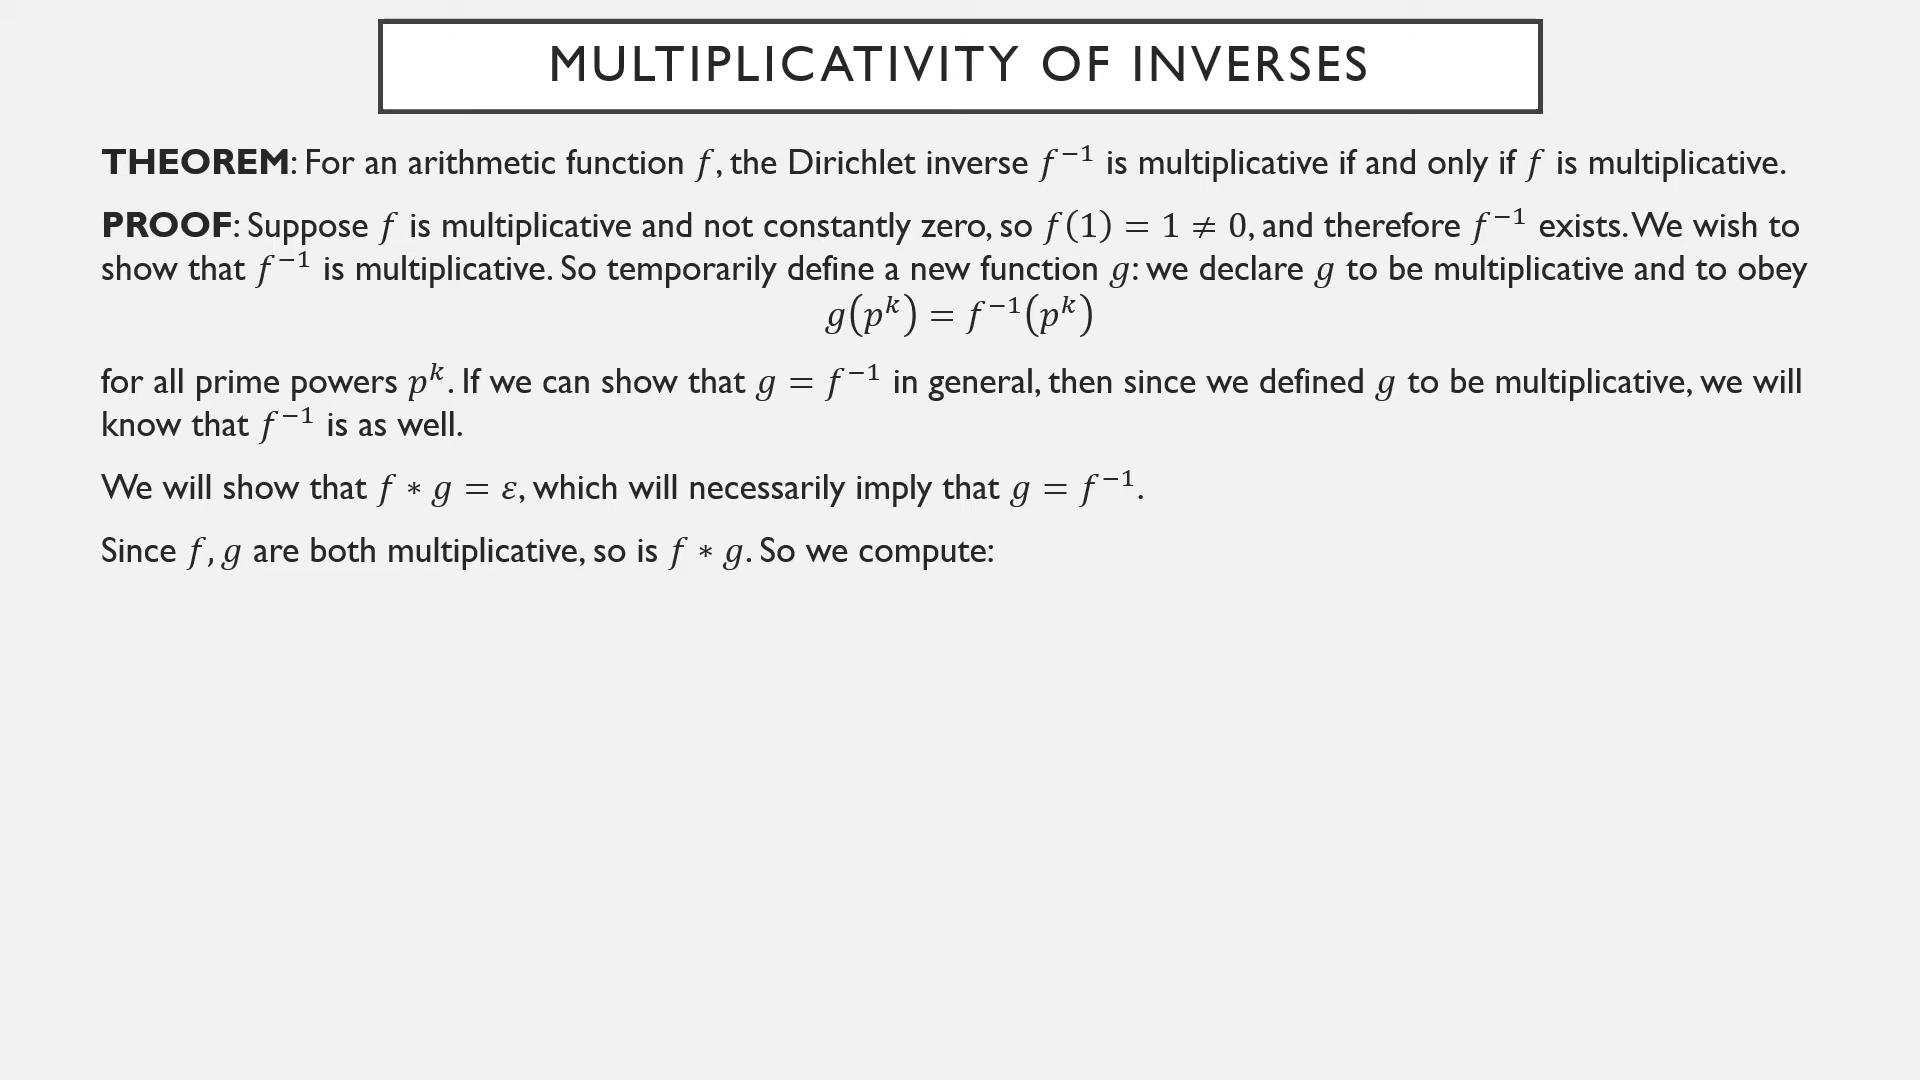 MULTIPLICATIVITY OF INVERSES
THEOREM: For an arithmetic function f, the Dirichlet inverse f⁻¹ is multiplicative if and only if f is multiplicative.
PROOF: Suppose f is multiplicative and not constantly zero, so f(1) = 1 ≠ 0, and therefore f⁻¹ exists. We wish to
show that f⁻¹ is multiplicative. So temporarily define a new function g: we declare g to be multiplicative and to obey
g(pᵏ) = f⁻¹(pᵏ)
for all prime powers pᵏ. If we can show that g = f⁻¹ in general, then since we defined g to be multiplicative, we will
know that f⁻¹ is as well.
We will show that f ∗ g = ε, which will necessarily imply that g = f⁻¹.
Since f, g are both multiplicative, so is f ∗ g. So we compute: